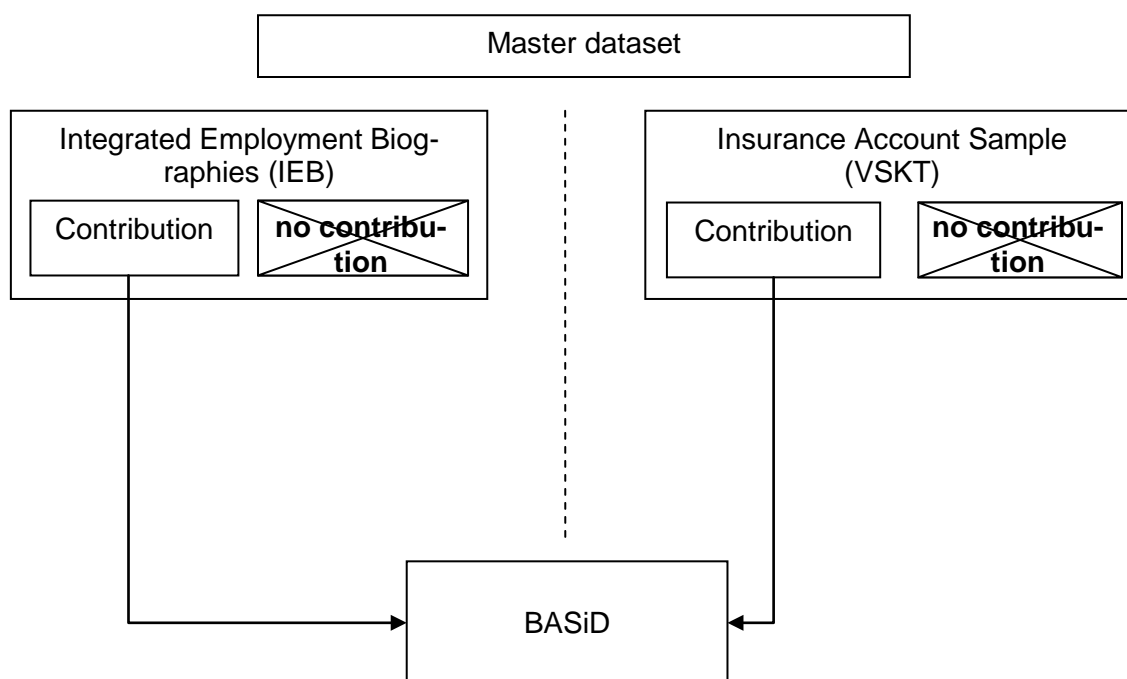 Master dataset
Integrated Employment Biog-
raphies (IEB)
Contribution
no contribu-
tion
Insurance Account Sample
(VSKT)
Contribution
no contribu-
tion
BASiD